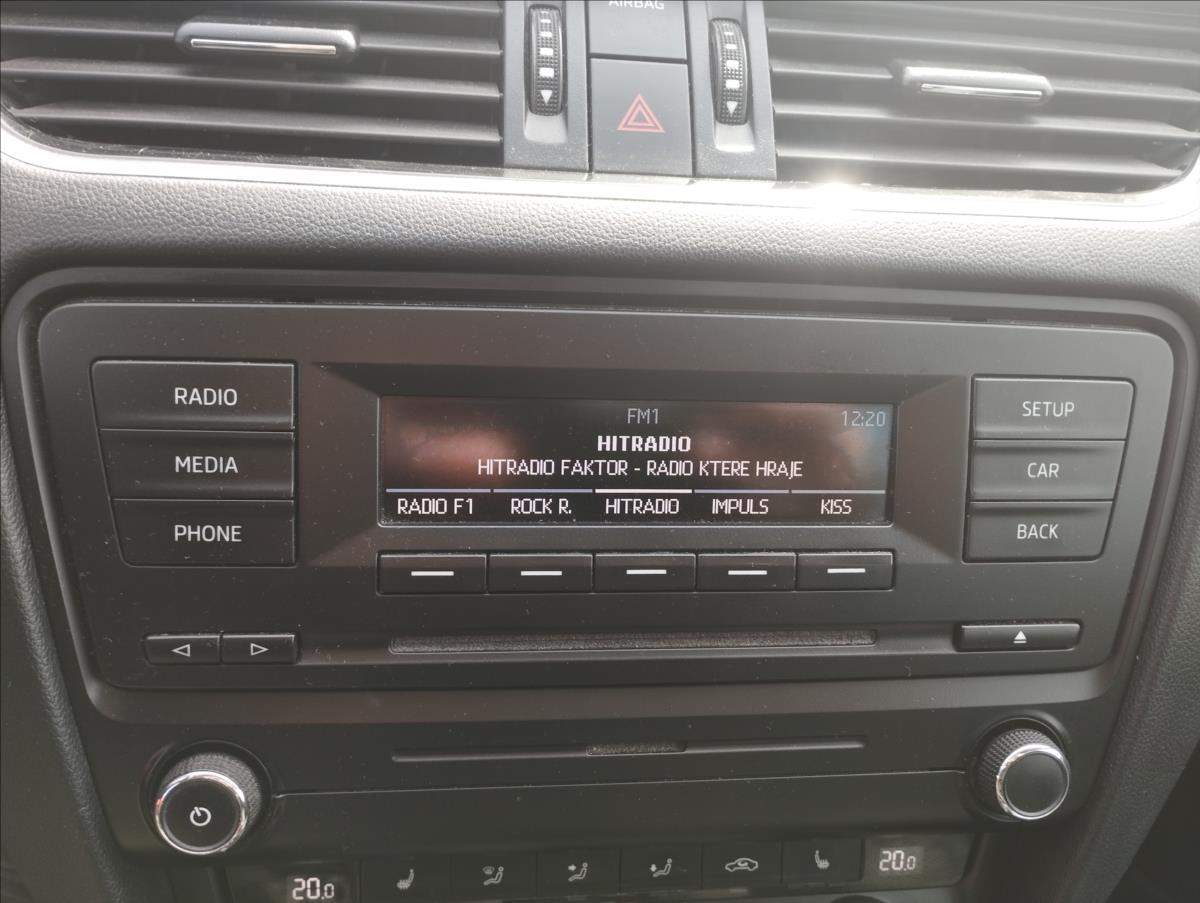 AIRBAG
RADIO
MEDIA
PHONE
FM1
12:20
HITRADIO
HITRADIO FAKTOR - RADIO KTERE HRAJE
RADIO F1 ROCK R. HITRADIO IMPULS KISS
SETUP
CAR
BACK
20.0
20.0